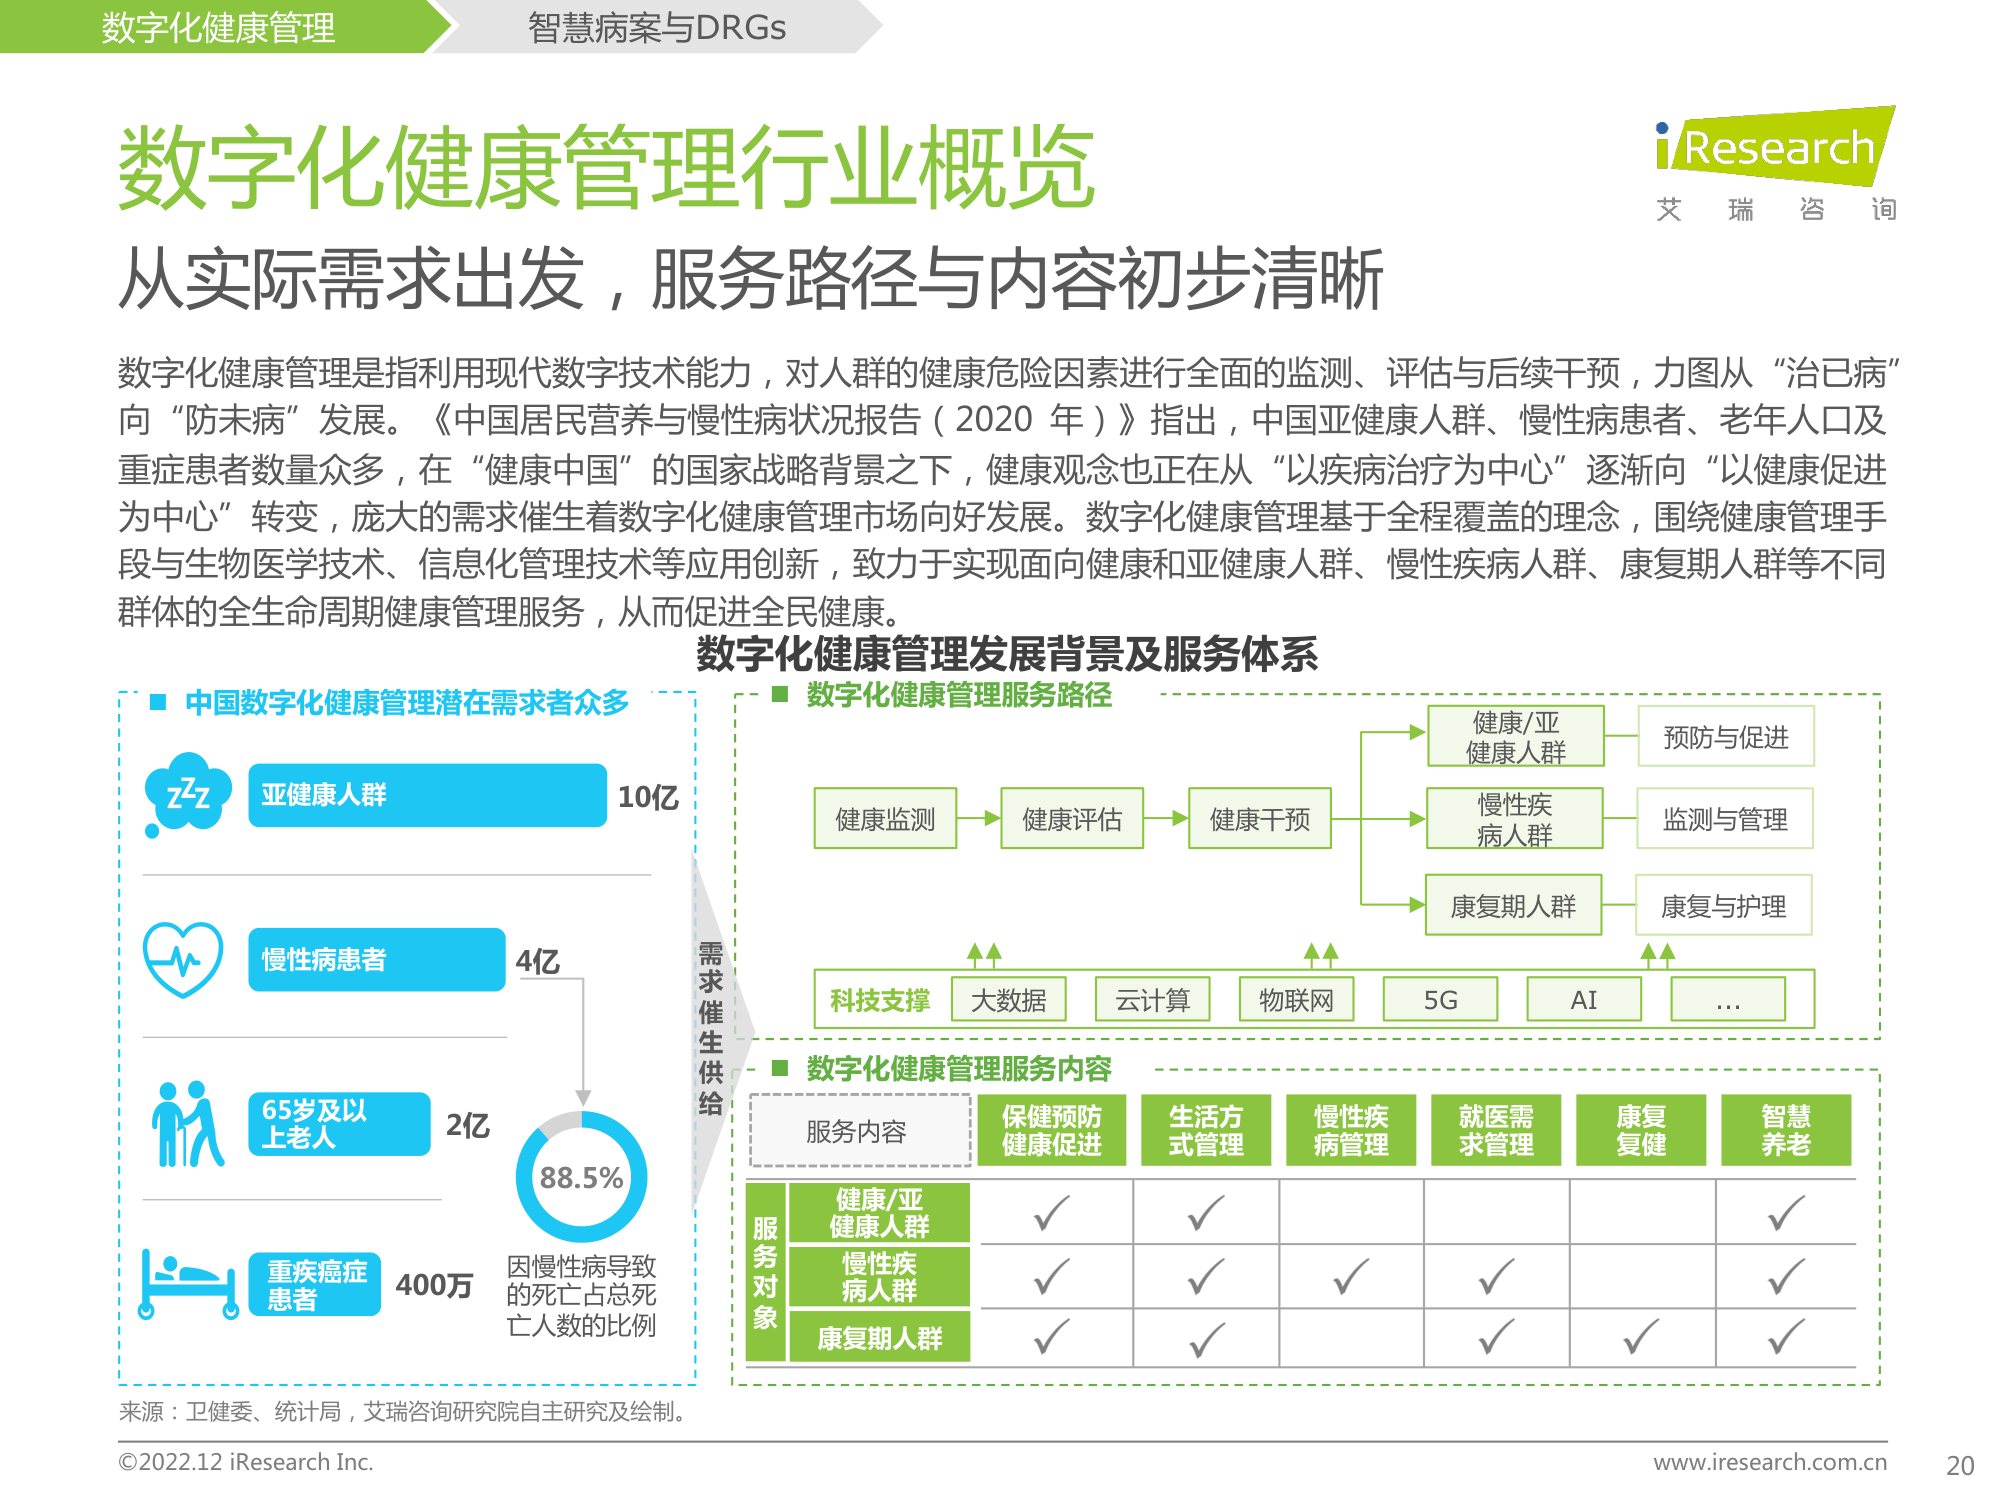 数字化健康管理
智慧病案与DRGs
数字化健康管理行业概览
iResearch
艾瑞咨询
从实际需求出发，服务路径与内容初步清晰
数字化健康管理是指利用现代数字技术能力，对人群的健康危险因素进行全面的监测、评估与后续干预，力图从“治已病”
向“防未病”发展。《中国居民营养与慢性病状况报告（2020 年）》指出，中国亚健康人群、慢性病患者、老年人口及
重症患者数量众多，在“健康中国”的国家战略背景之下，健康观念也正在从“以疾病治疗为中心”逐渐向“以健康促进
为中心”转变，庞大的需求催生着数字化健康管理市场向好发展。数字化健康管理基于全程覆盖的理念，围绕健康管理手
段与生物医学技术、信息化管理技术等应用创新，致力于实现面向健康和亚健康人群、慢性疾病人群、康复期人群等不同
群体的全生命周期健康管理服务，从而促进全民健康。
数字化健康管理发展背景及服务体系
中国数字化健康管理潜在需求者众多
ZZZ
亚健康人群
10亿
慢性病患者
4亿
65岁及以
上老人
2亿
88.5%
重疾癌症
患者
400万
因慢性病导致
的死亡占总死
亡人数的比例
需
求
催
生
供
给
数字化健康管理服务路径
健康监测
健康评估
健康干预
健康/亚
健康人群
预防与促进
慢性疾
病人群
监测与管理
康复期人群
康复与护理
科技支撑
大数据
云计算
物联网
5G
AI
...
数字化健康管理服务内容
服务内容
保健预防
健康促进
生活方
式管理
慢性疾
病管理
就医需
求管理
康复
复健
智慧
养老
服
务
对
象
健康/亚
健康人群
✓ ✓ ✓
慢性疾
病人群
✓ ✓ ✓ ✓ ✓
康复期人群
✓ ✓ ✓ ✓ ✓
来源：卫健委、统计局，艾瑞咨询研究院自主研究及绘制。
©2022.12 iResearch Inc.
www.iresearch.com.cn
20